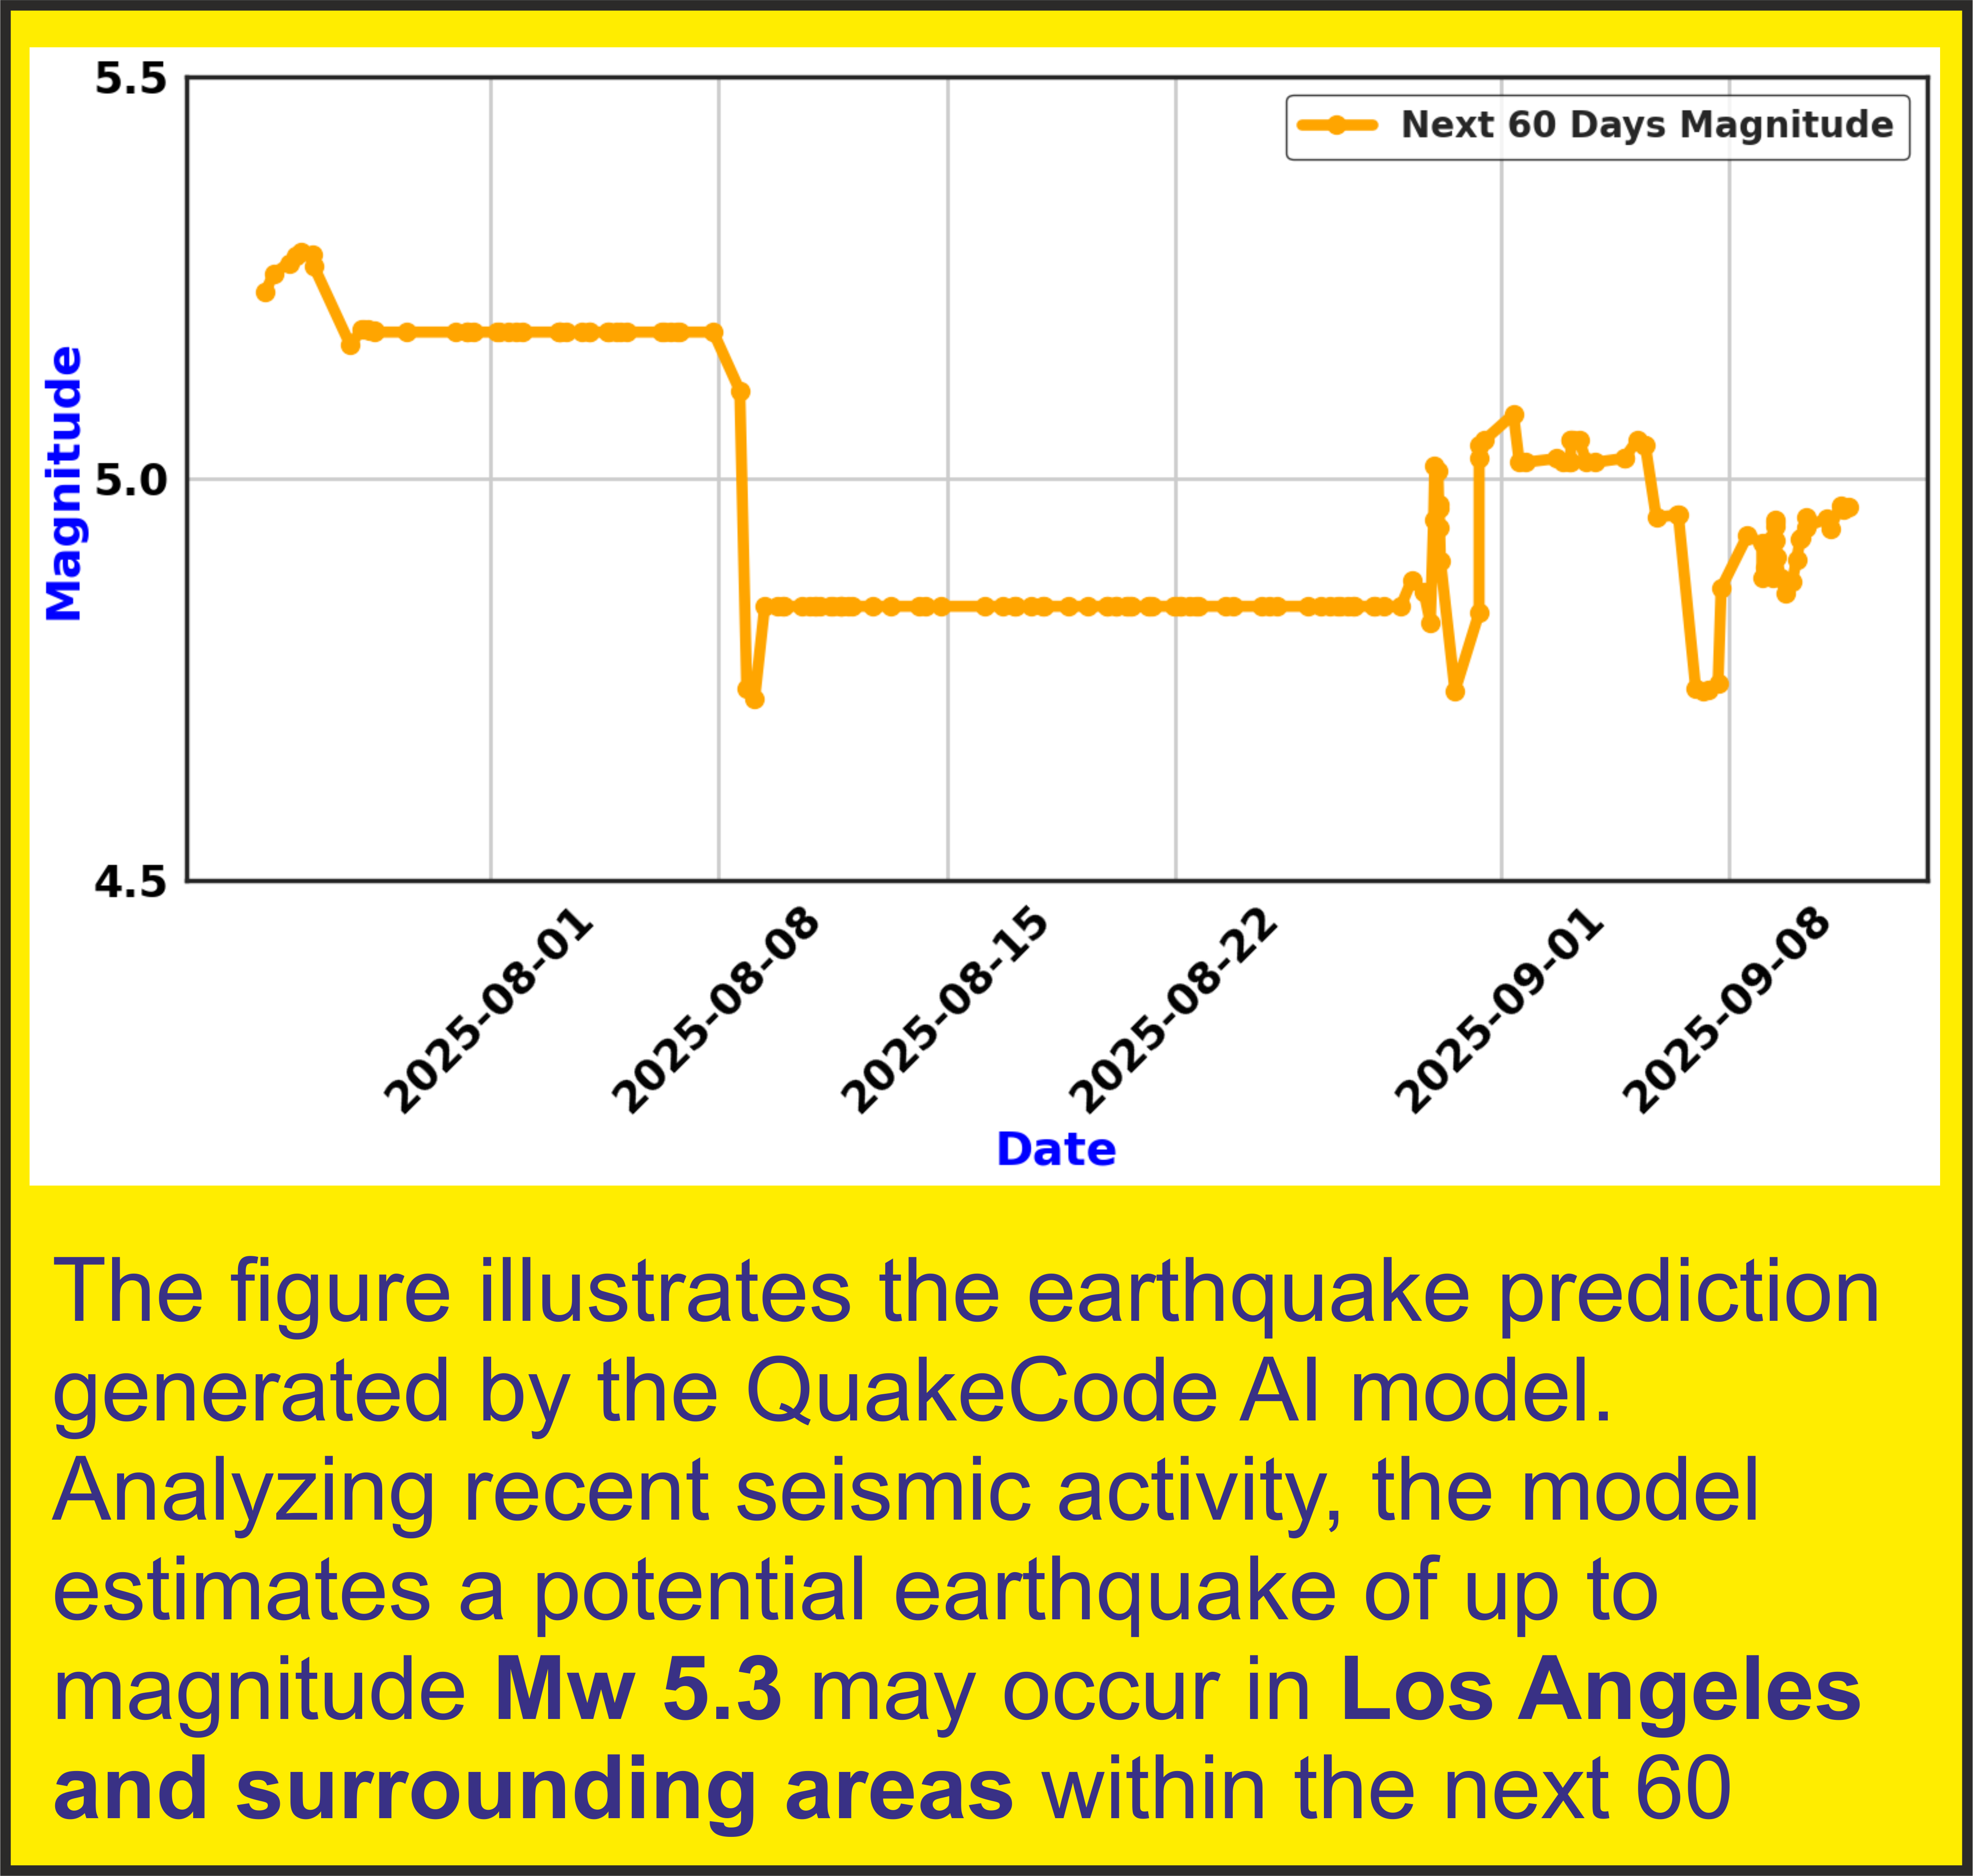 5.5
Next 60 Days Magnitude
Magnitude
5.0
4.5
2025-08-01
2025-08-08
2025-08-15
2025-08-22
2025-09-01
2025-09-08
Date
The figure illustrates the earthquake prediction
generated by the QuakeCode AI model.
Analyzing recent seismic activity, the model
estimates a potential earthquake of up to
magnitude Mw 5.3 may occur in Los Angeles
and surrounding areas within the next 60